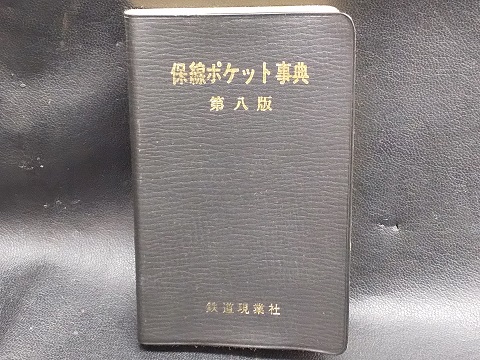 保線ポケット事典
第八版
鉄道現業社